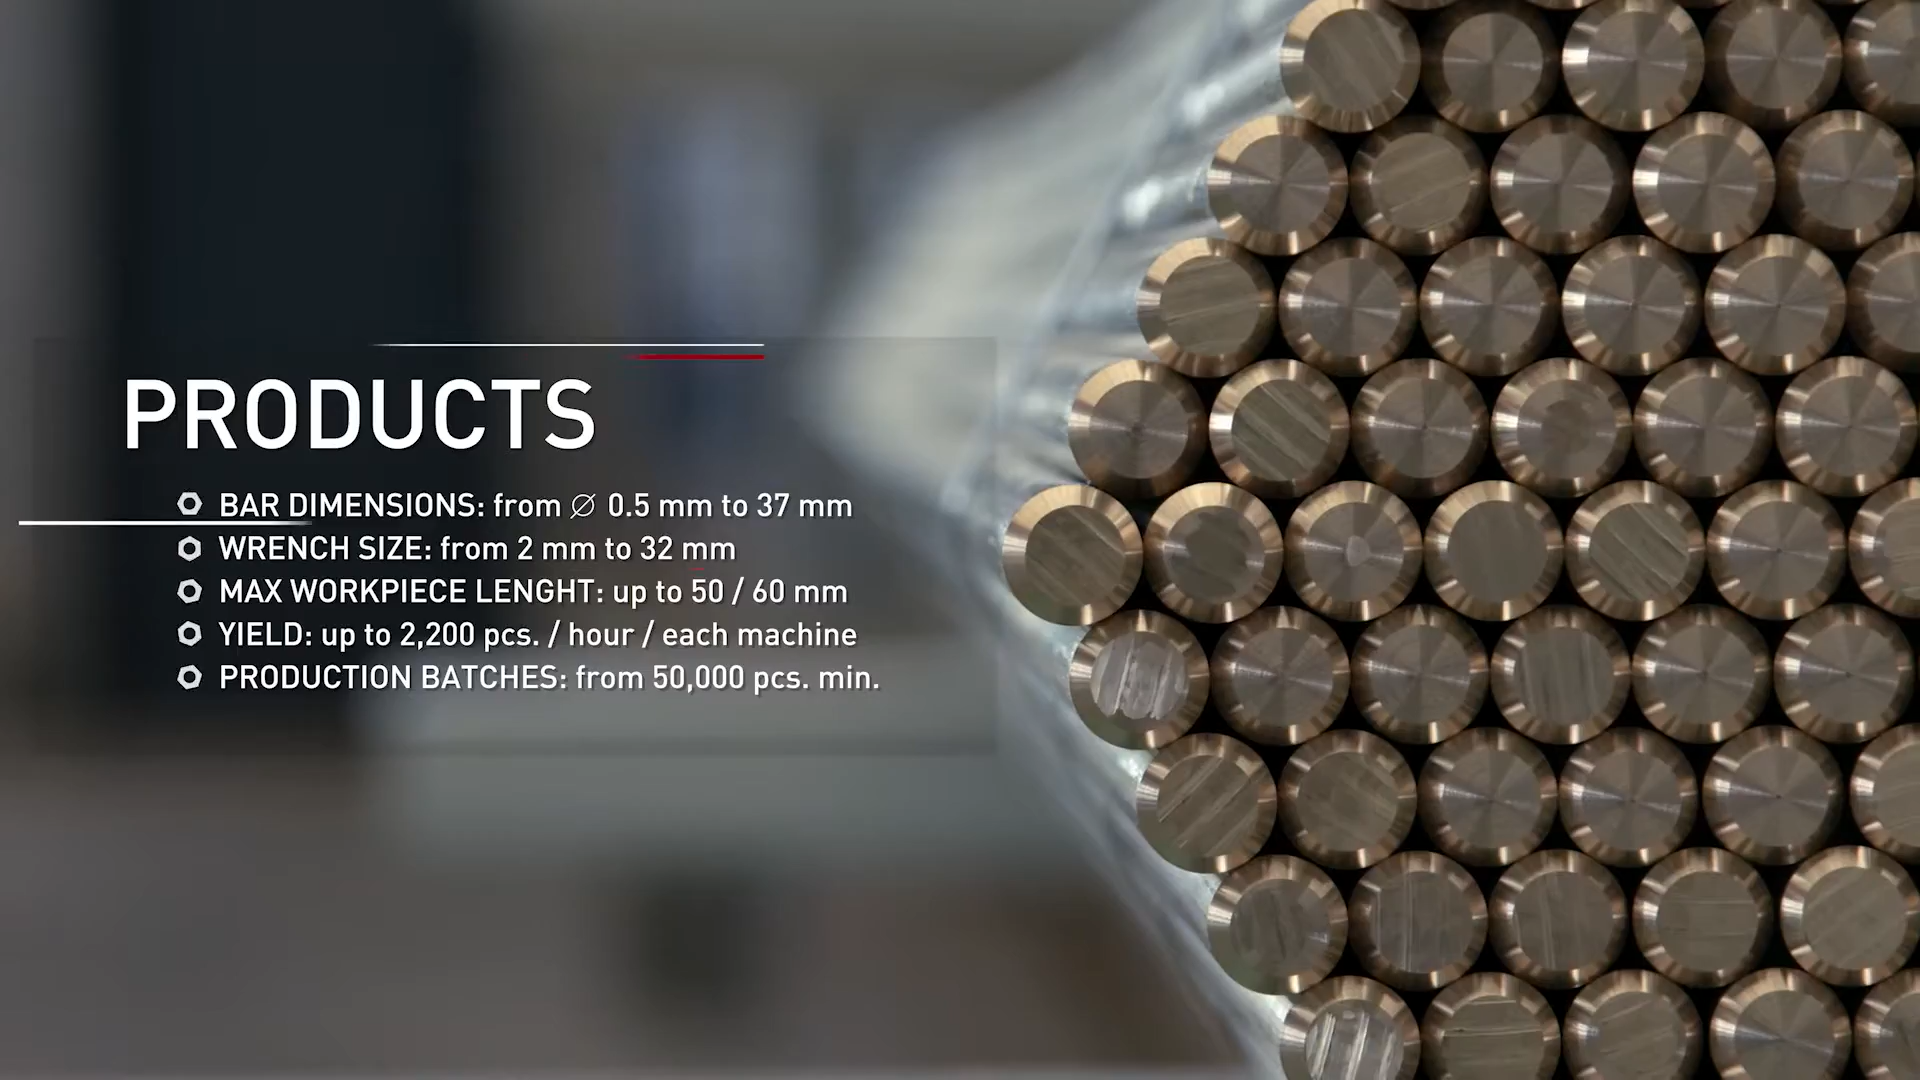 PRODUCTS
BAR DIMENSIONS: from ∅ 0.5 mm to 37 mm
WRENCH SIZE: from 2 mm to 32 mm
MAX WORKPIECE LENGHT: up to 50 / 60 mm
YIELD: up to 2,200 pcs. / hour / each machine
PRODUCTION BATCHES: from 50,000 pcs. min.